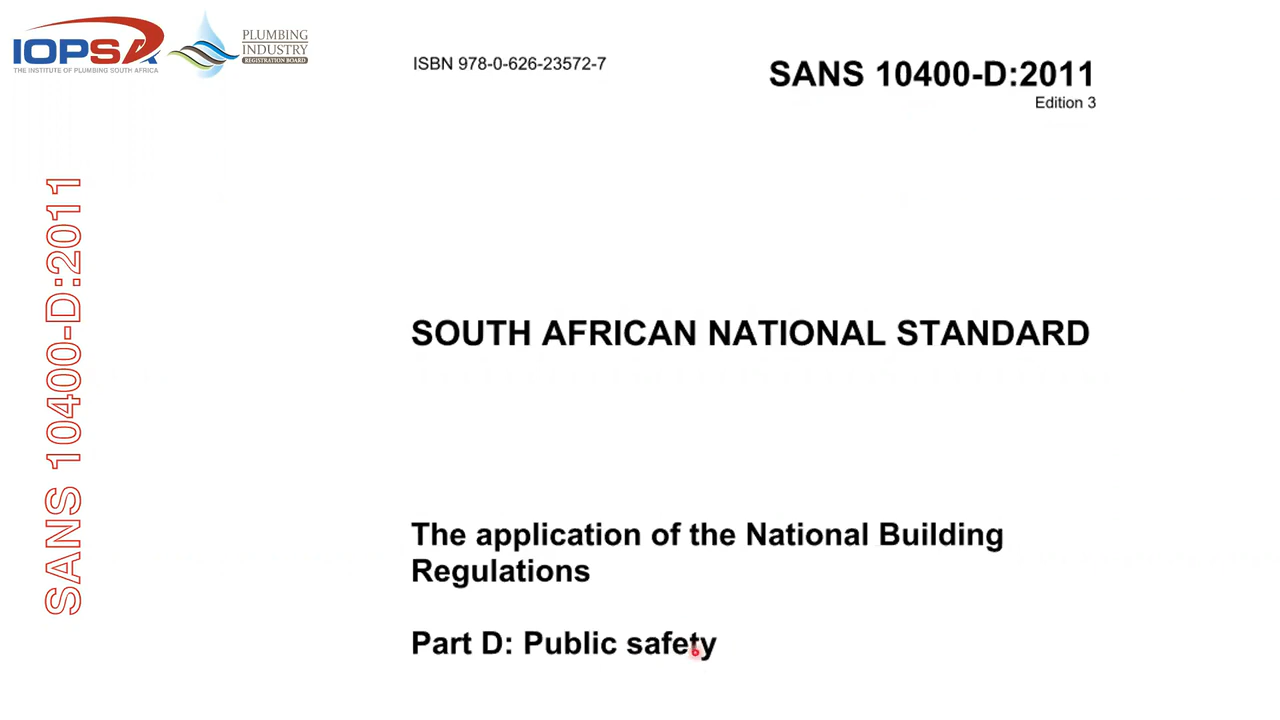 IOPSA
THE INSTITUTE OF PLUMBING SOUTH AFRICA
PLUMBING
INDUSTRY
REGISTRATION BOARD
ISBN 978-0-626-23572-7
SANS 10400-D:2011
Edition 3
SANS 10400-D:2011
SOUTH AFRICAN NATIONAL STANDARD
The application of the National Building
Regulations
Part D: Public safety